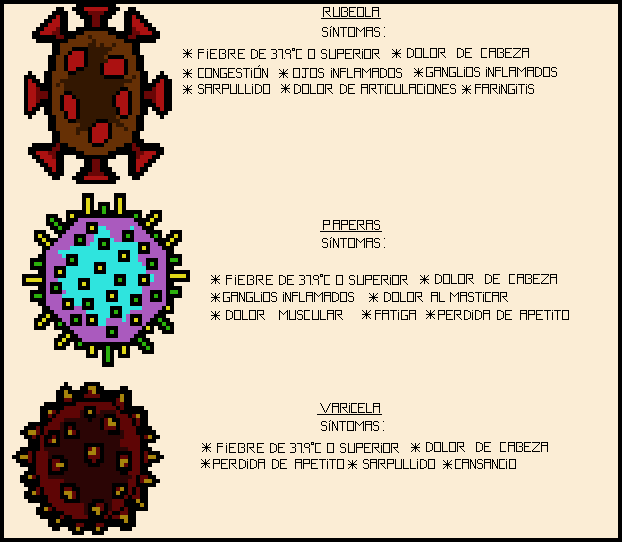 RUBEOLA
SÍNTOMAS:
* FIEBRE DE 37.9°C O SUPERIOR * DOLOR DE CABEZA
* CONGESTIÓN * OJOS INFLAMADOS * GANGLIOS INFLAMADOS
* SARPULLIDO * DOLOR DE ARTICULACIONES * FARINGITIS
PAPERAS
SÍNTOMAS:
* FIEBRE DE 37.9°C O SUPERIOR * DOLOR DE CABEZA
* GANGLIOS INFLAMADOS * DOLOR AL MASTICAR
* DOLOR MUSCULAR * FATIGA * PERDIDA DE APETITO
VARICELA
SÍNTOMAS:
* FIEBRE DE 37.9°C O SUPERIOR * DOLOR DE CABEZA
* PERDIDA DE APETITO * SARPULLIDO * CANSANCIO